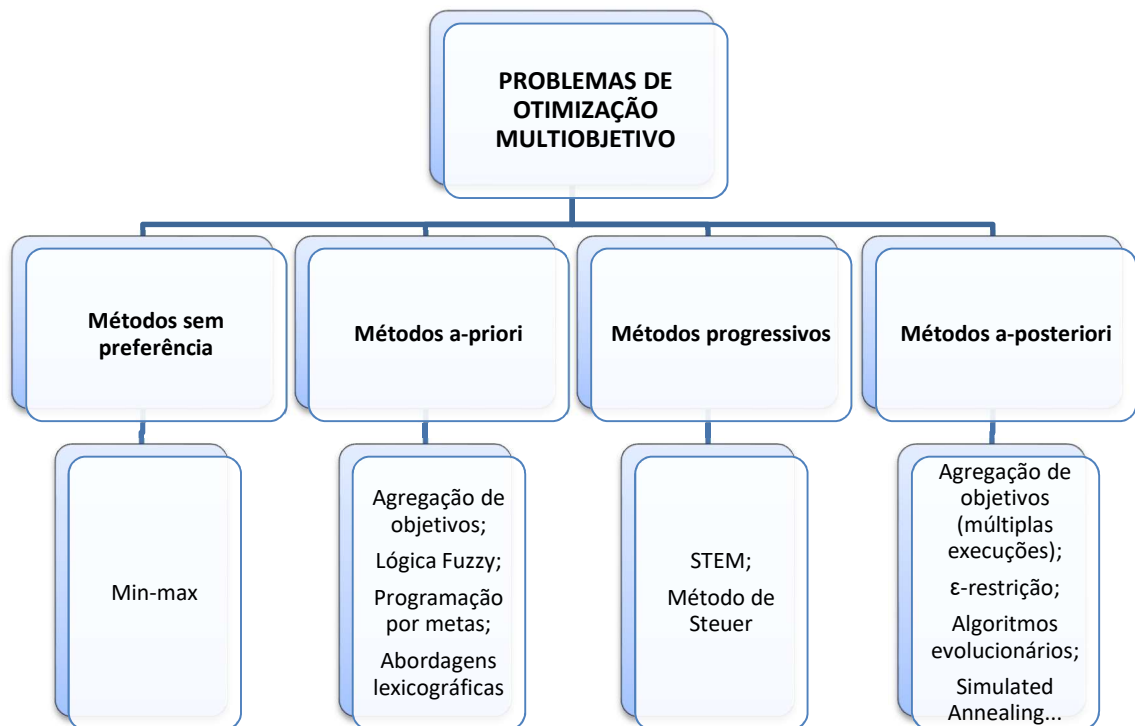 PROBLEMAS DE
OTIMIZAÇÃO
MULTIOBJETIVO
Métodos sem
preferência
Métodos a-priori
Métodos progressivos
Métodos a-posteriori
Min-max
Agregação de
objetivos;
Lógica Fuzzy;
Programação
por metas;
Abordagens
lexicográficas
STEM;
Método de
Steuer
Agregação de
objetivos
(múltiplas
execuções);
ε-restrição;
Algoritmos
evolucionários;
Simulated
Annealing...